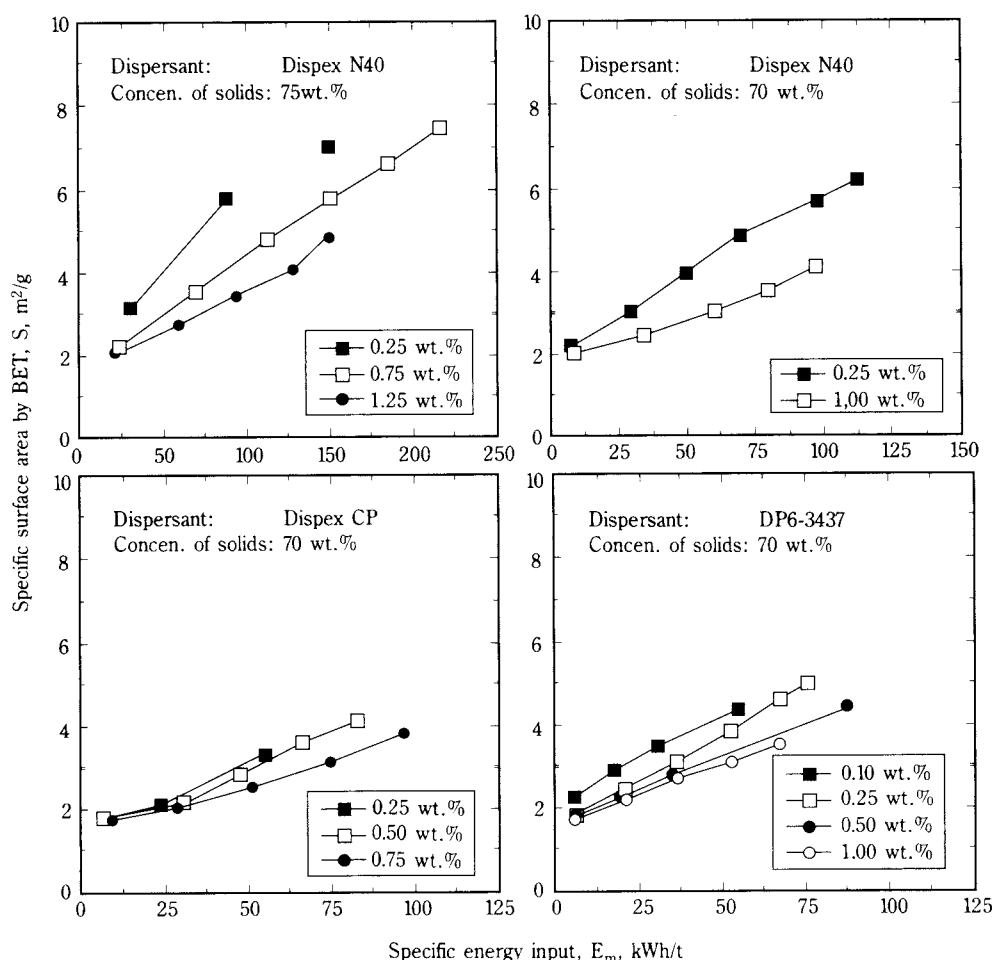 Specific surface area by BET, S, m²/g
10
8
6
4
2
0
Dispersant: Dispex N40
Concen. of solids: 75wt.%
0.25 wt.%
0.75 wt.%
1.25 wt.%
0 50 100 150 200 250
10
8
6
4
2
0
Dispersant: Dispex N40
Concen. of solids: 70 wt.%
0.25 wt.%
1,00 wt.%
0 25 50 75 100 125 150
10
8
6
4
2
0
Dispersant: Dispex CP
Concen. of solids: 70 wt.%
0.25 wt.%
0.50 wt.%
0.75 wt.%
0 25 50 75 100 125
10
8
6
4
2
0
Dispersant: DP6-3437
Concen. of solids: 70 wt.%
0.10 wt.%
0.25 wt.%
0.50 wt.%
1.00 wt.%
0 25 50 75 100 125
Specific energy input, Eₘ, kWh/t